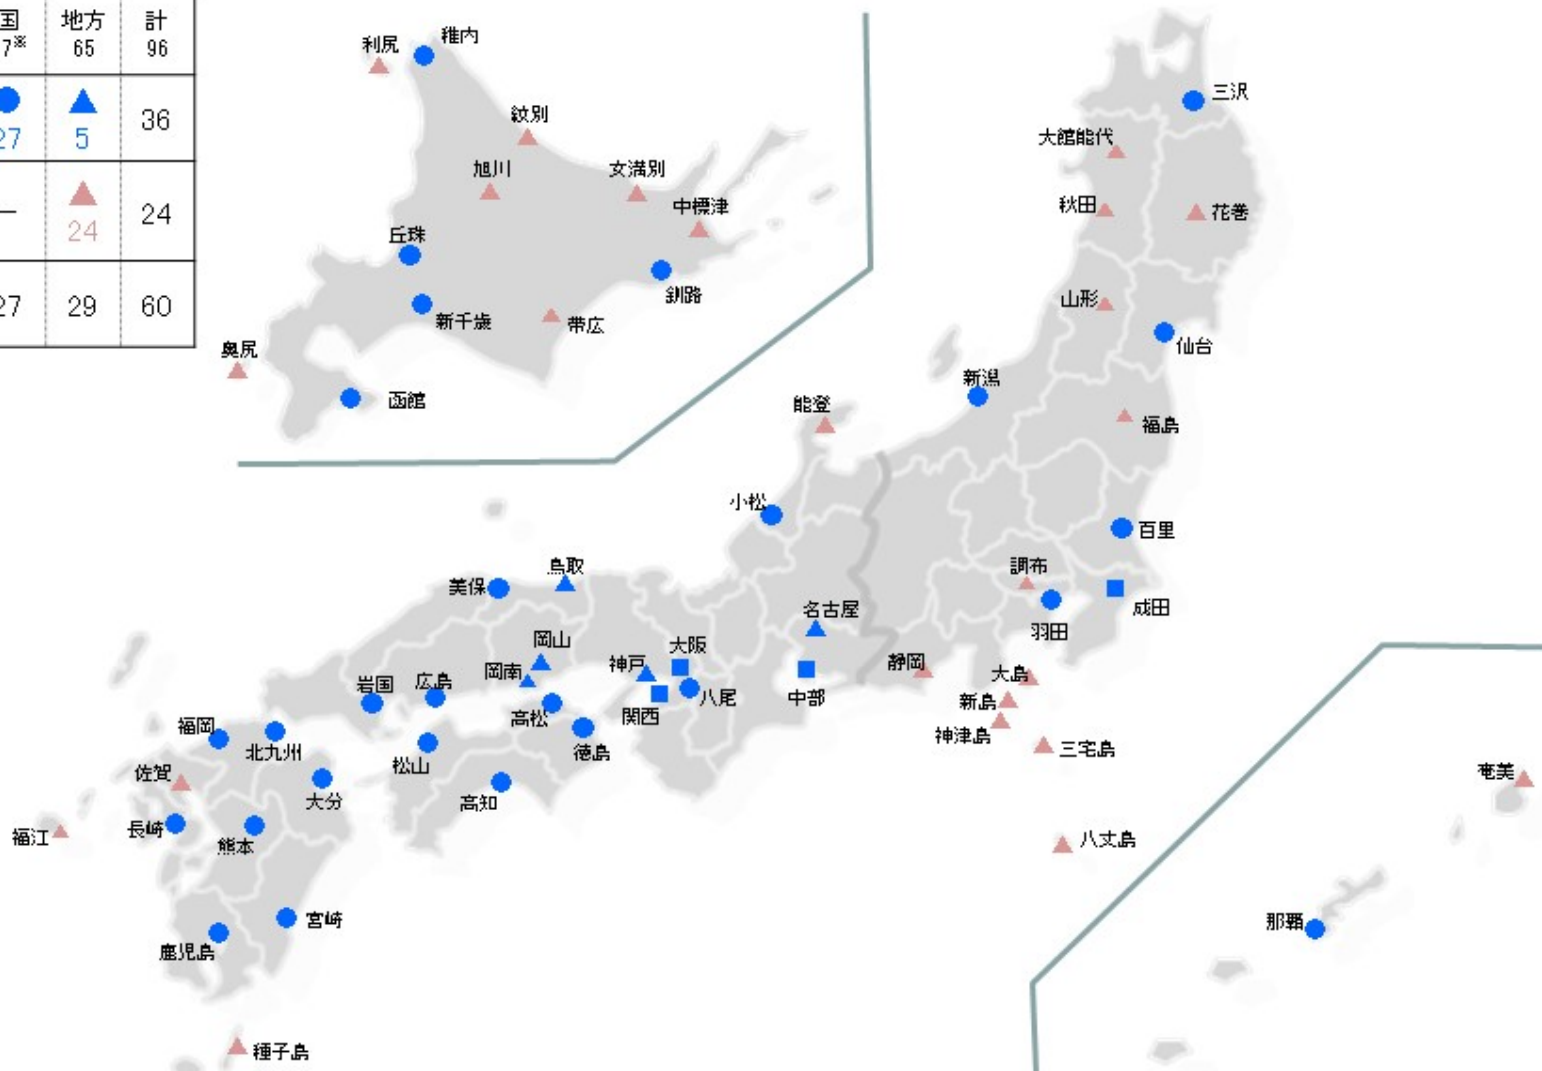 国 地方 計
7※ 65 96
● ▲ 36
27 5
― ▲ 24
24
27 29 60
稚内
利尻
紋別
旭川
女満別
中標津
丘珠
釧路
新千歳
帯広
奥尻
函館
三沢
大館能代
秋田
花巻
山形
仙台
新潟
福島
能登
小松
百里
調布
成田
羽田
鳥取
美保
名古屋
岡山
大阪
神戸
岡南
静岡
大島
岩国
広島
八尾
中部
新島
高松
関西
神津島
福岡
北九州
徳島
三宅島
松山
佐賀
奄美
大分
高知
長崎
福江
熊本
八丈島
宮崎
那覇
鹿児島
種子島